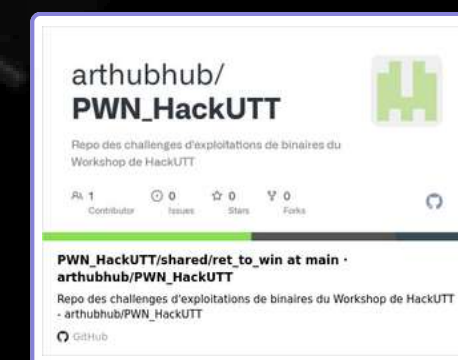 arthubhub/
PWN_HackUTT
Repo des challenges d'exploitations de binaires du
Workshop de HackUTT
1
Contributor
0
Issues
0
Stars
0
Forks
PWN_HackUTT/shared/ret_to_win at main ·
arthubhub/PWN_HackUTT
Repo des challenges d'exploitations de binaires du Workshop de HackUTT
- arthubhub/PWN_HackUTT
GitHub